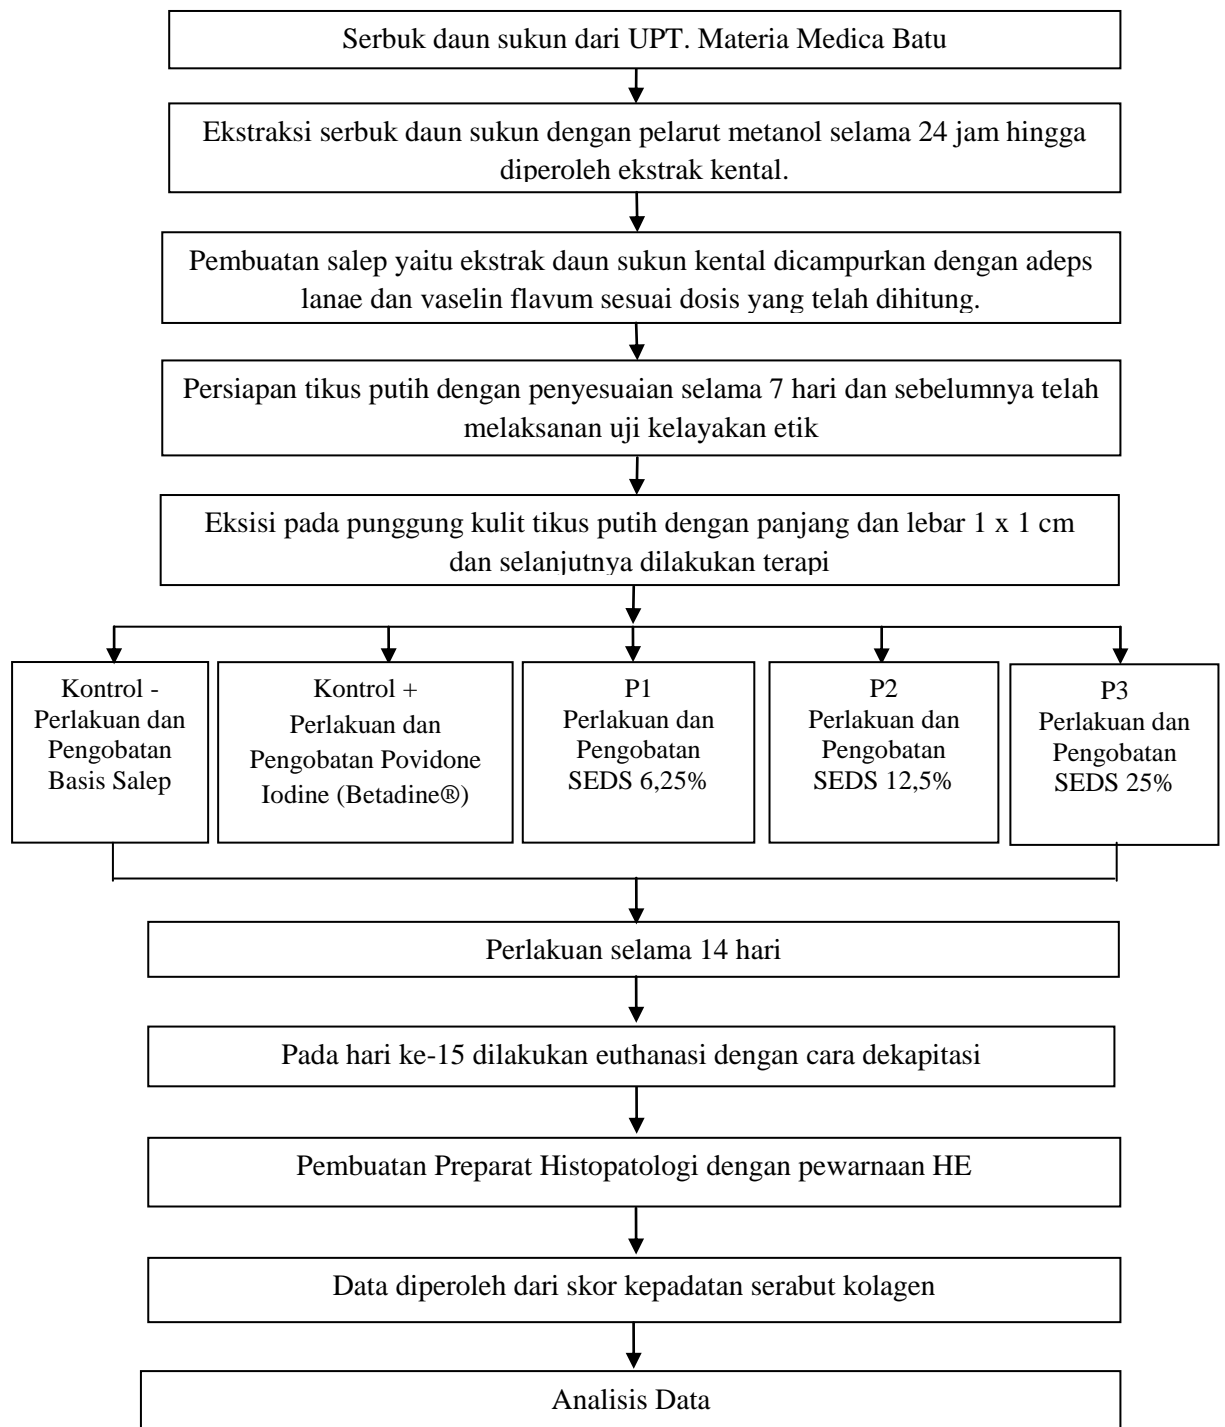 Serbuk daun sukun dari UPT. Materia Medica Batu
Ekstraksi serbuk daun sukun dengan pelarut metanol selama 24 jam hingga
diperoleh ekstrak kental.
Pembuatan salep yaitu ekstrak daun sukun kental dicampurkan dengan adeps
lanae dan vaselin flavum sesuai dosis yang telah dihitung.
Persiapan tikus putih dengan penyesuaian selama 7 hari dan sebelumnya telah
melaksanan uji kelayakan etik
Eksisi pada punggung kulit tikus putih dengan panjang dan lebar 1 x 1 cm
dan selanjutnya dilakukan terapi
Kontrol -
Perlakuan dan
Pengobatan
Basis Salep
Kontrol +
Perlakuan dan
Pengobatan Povidone
Iodine (Betadine®)
P1
Perlakuan dan
Pengobatan
SEDS 6,25%
P2
Perlakuan dan
Pengobatan
SEDS 12,5%
P3
Perlakuan dan
Pengobatan
SEDS 25%
Perlakuan selama 14 hari
Pada hari ke-15 dilakukan euthanasi dengan cara dekapitasi
Pembuatan Preparat Histopatologi dengan pewarnaan HE
Data diperoleh dari skor kepadatan serabut kolagen
Analisis Data